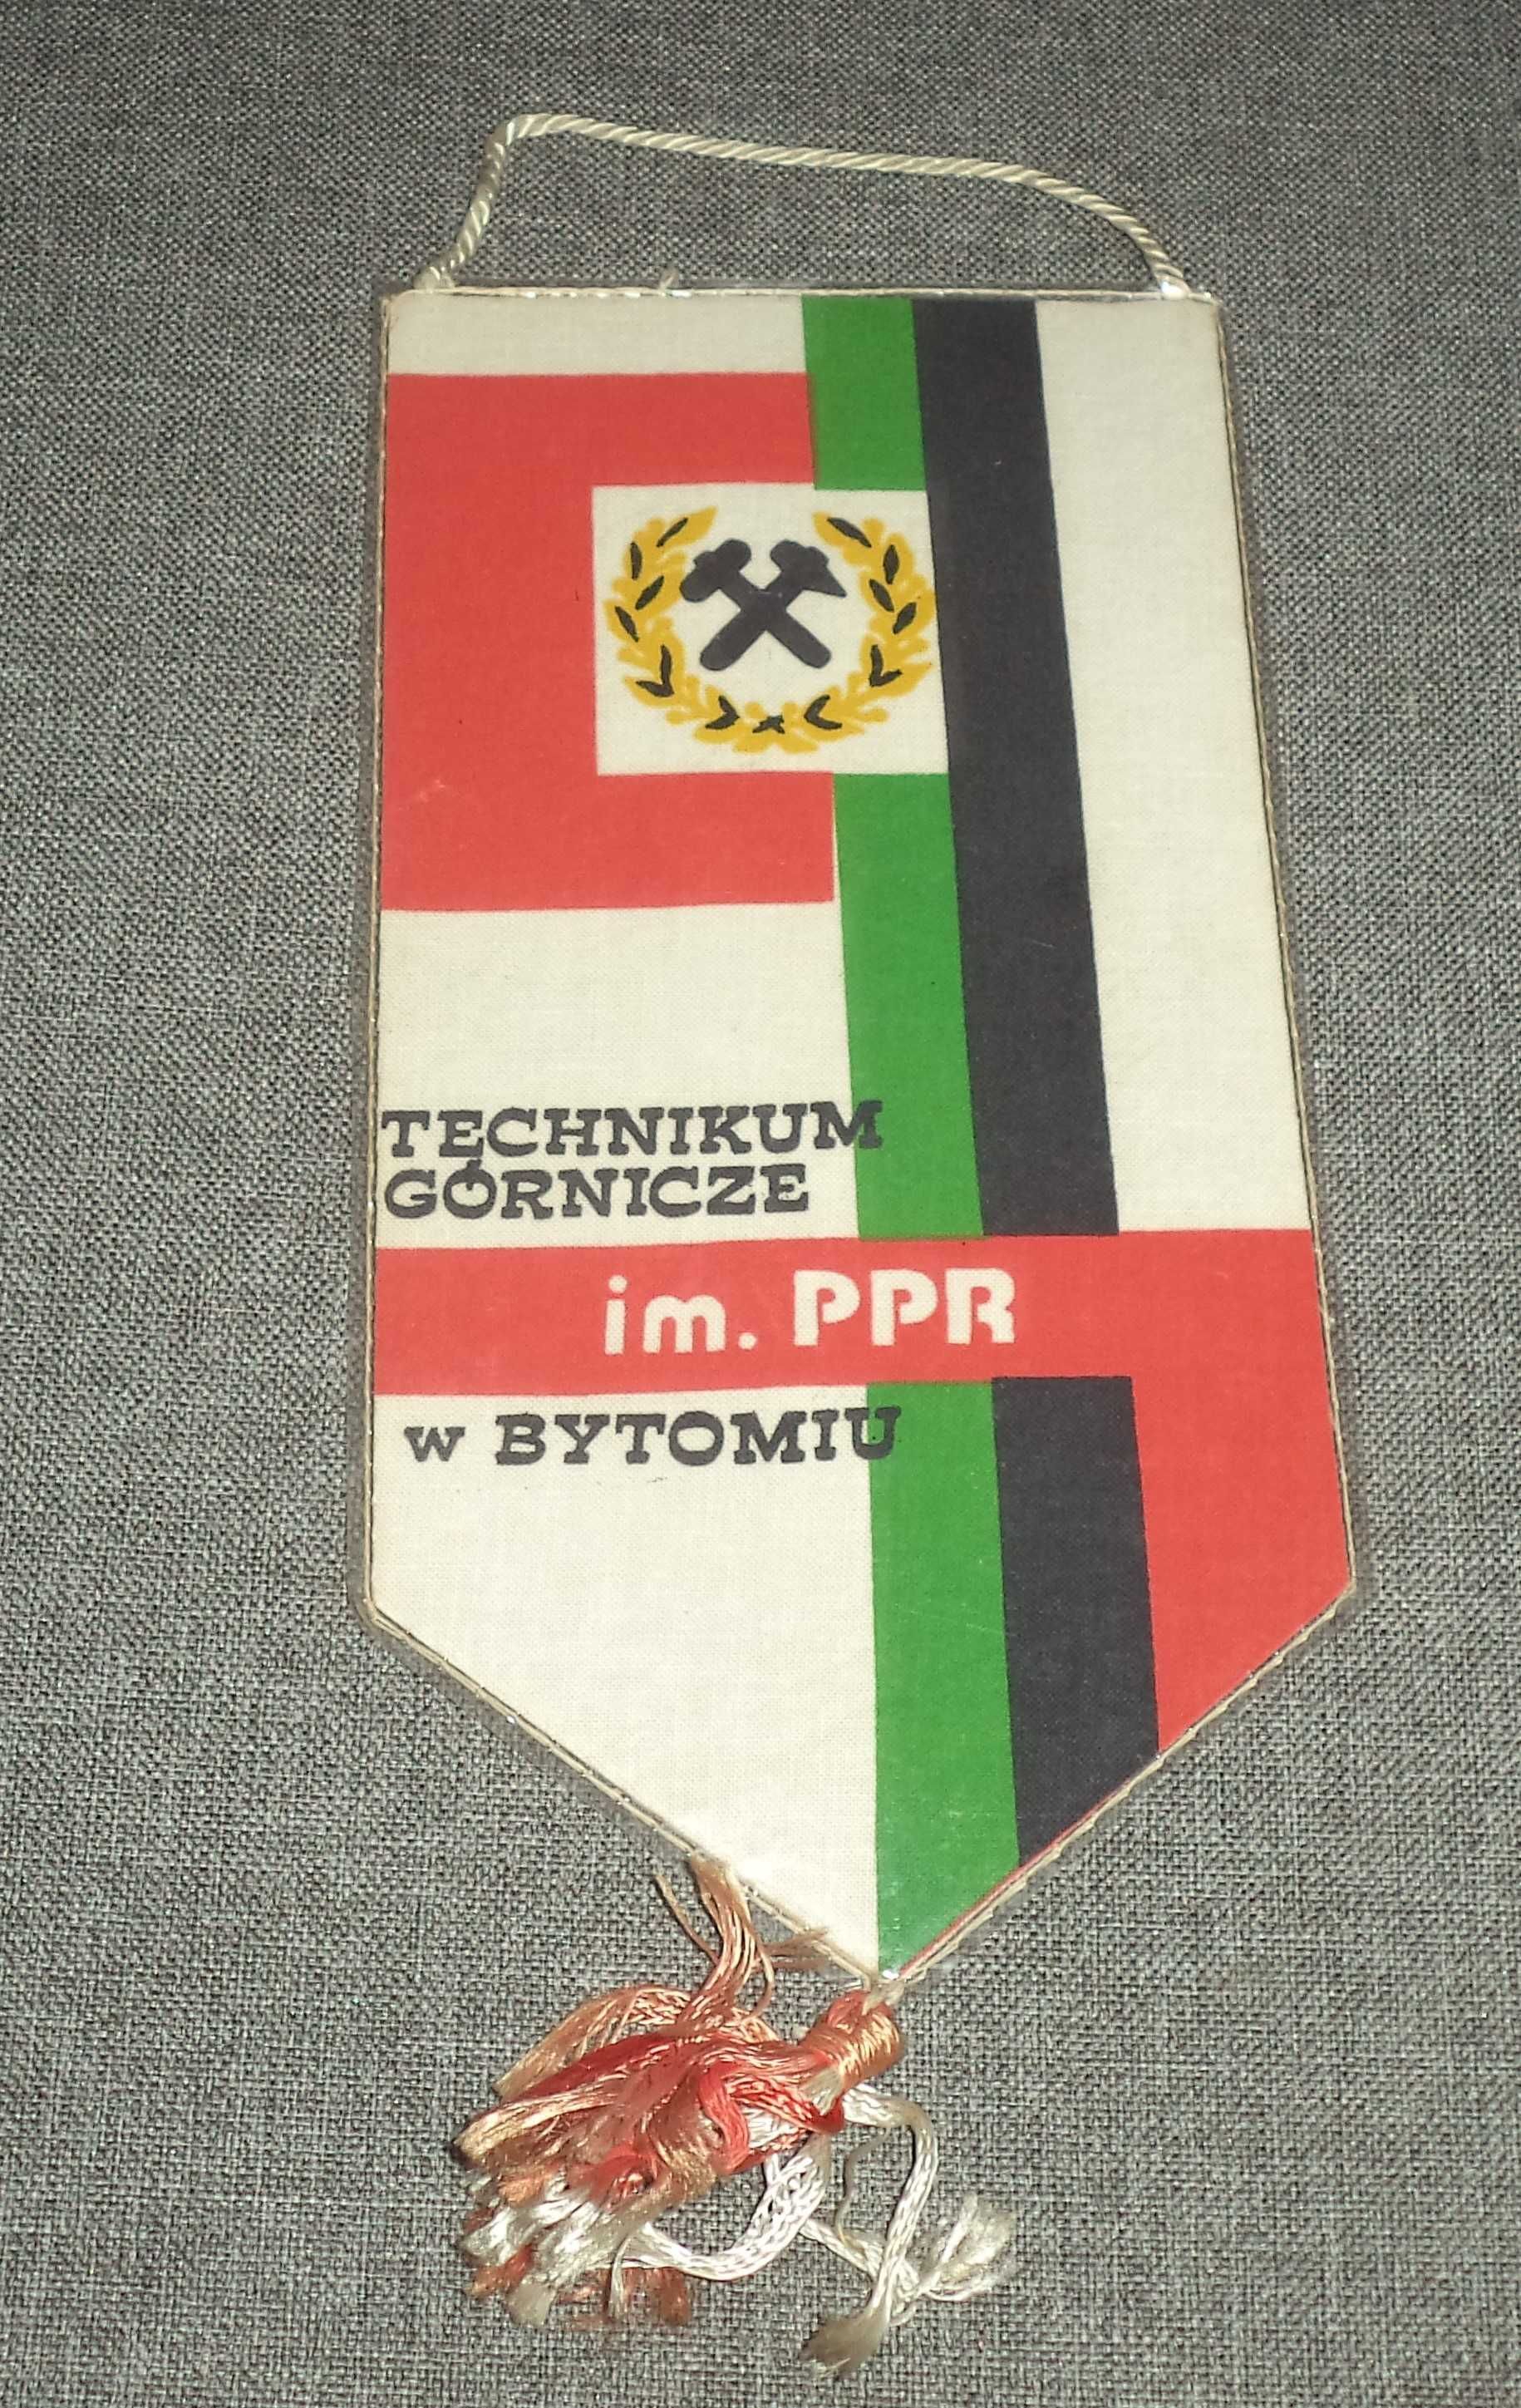 TECHNIKUM
GÓRNICZE
im. PPR
w BYTOMIU